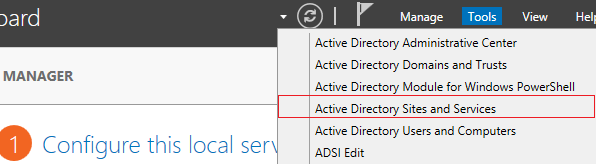 oard
Manage Tools View Help
MANAGER
Active Directory Administrative Center
Active Directory Domains and Trusts
Active Directory Module for Windows PowerShell
Active Directory Sites and Services
Active Directory Users and Computers
ADSI Edit
1 Configure this local serv